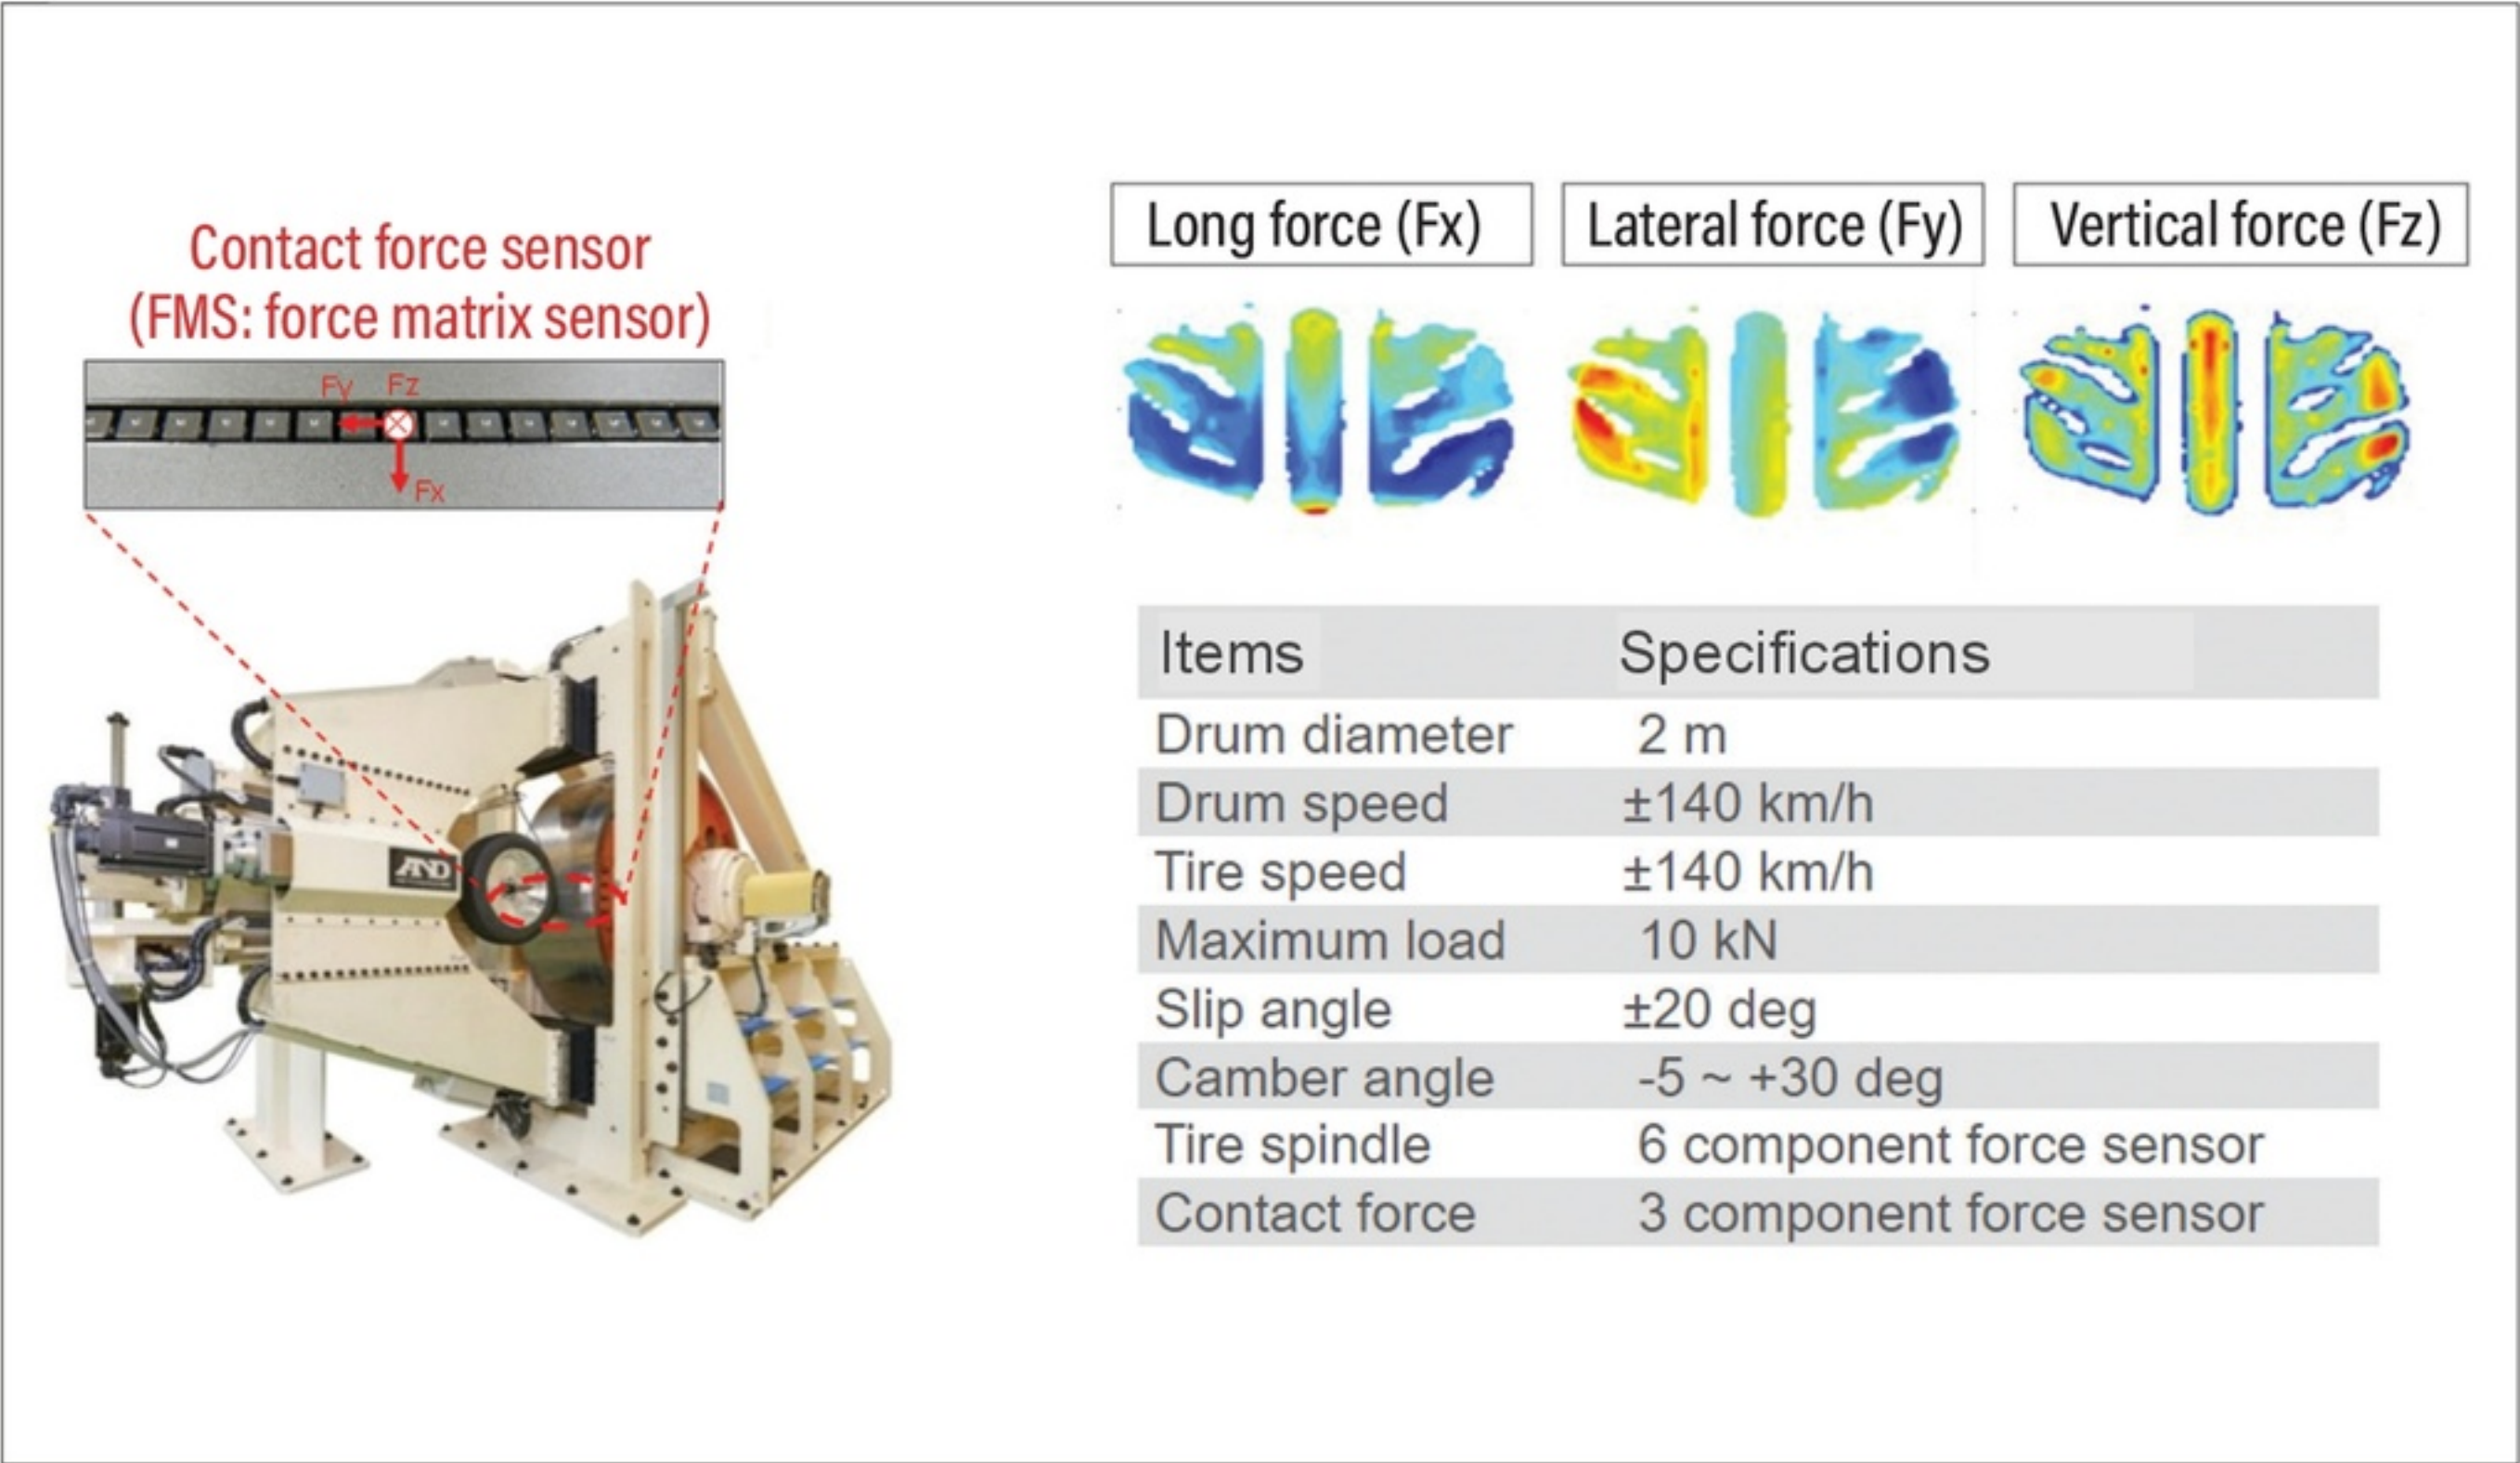 Contact force sensor
(FMS: force matrix sensor)
Fy Fz
Fx
AND
Long force (Fx)
Lateral force (Fy)
Vertical force (Fz)
Items Specifications
Drum diameter 2 m
Drum speed ±140 km/h
Tire speed ±140 km/h
Maximum load 10 kN
Slip angle ±20 deg
Camber angle -5 ~ +30 deg
Tire spindle 6 component force sensor
Contact force 3 component force sensor